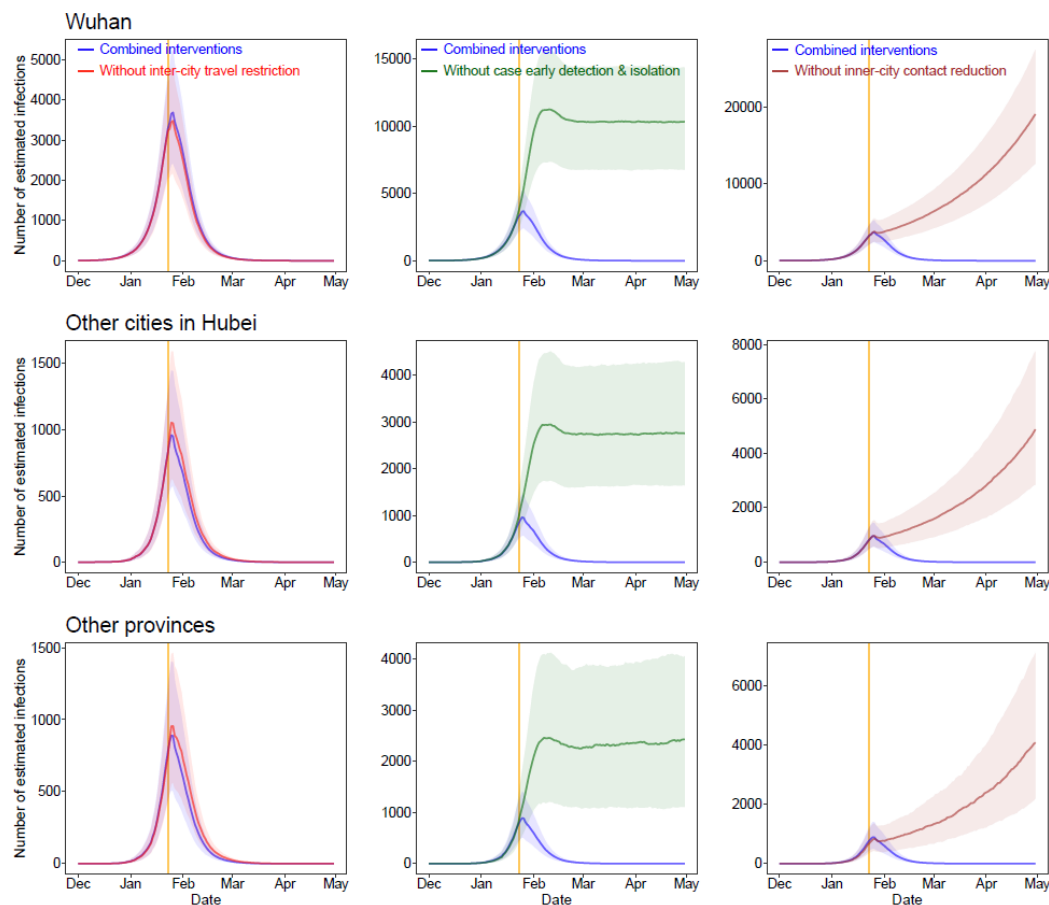 Wuhan
Number of estimated infections
5000
4000
3000
2000
1000
0
Combined interventions
Without inter-city travel restriction
Dec Jan Feb Mar Apr May
15000
10000
5000
0
Combined interventions
Without case early detection & isolation
Dec Jan Feb Mar Apr May
20000
10000
0
Combined interventions
Without inner-city contact reduction
Dec Jan Feb Mar Apr May
Other cities in Hubei
Number of estimated infections
1500
1000
500
0
Dec Jan Feb Mar Apr May
4000
3000
2000
1000
0
Dec Jan Feb Mar Apr May
8000
6000
4000
2000
0
Dec Jan Feb Mar Apr May
Other provinces
Number of estimated infections
1500
1000
500
0
Dec Jan Feb Mar Apr May
Date
4000
3000
2000
1000
0
Dec Jan Feb Mar Apr May
Date
6000
4000
2000
0
Dec Jan Feb Mar Apr May
Date